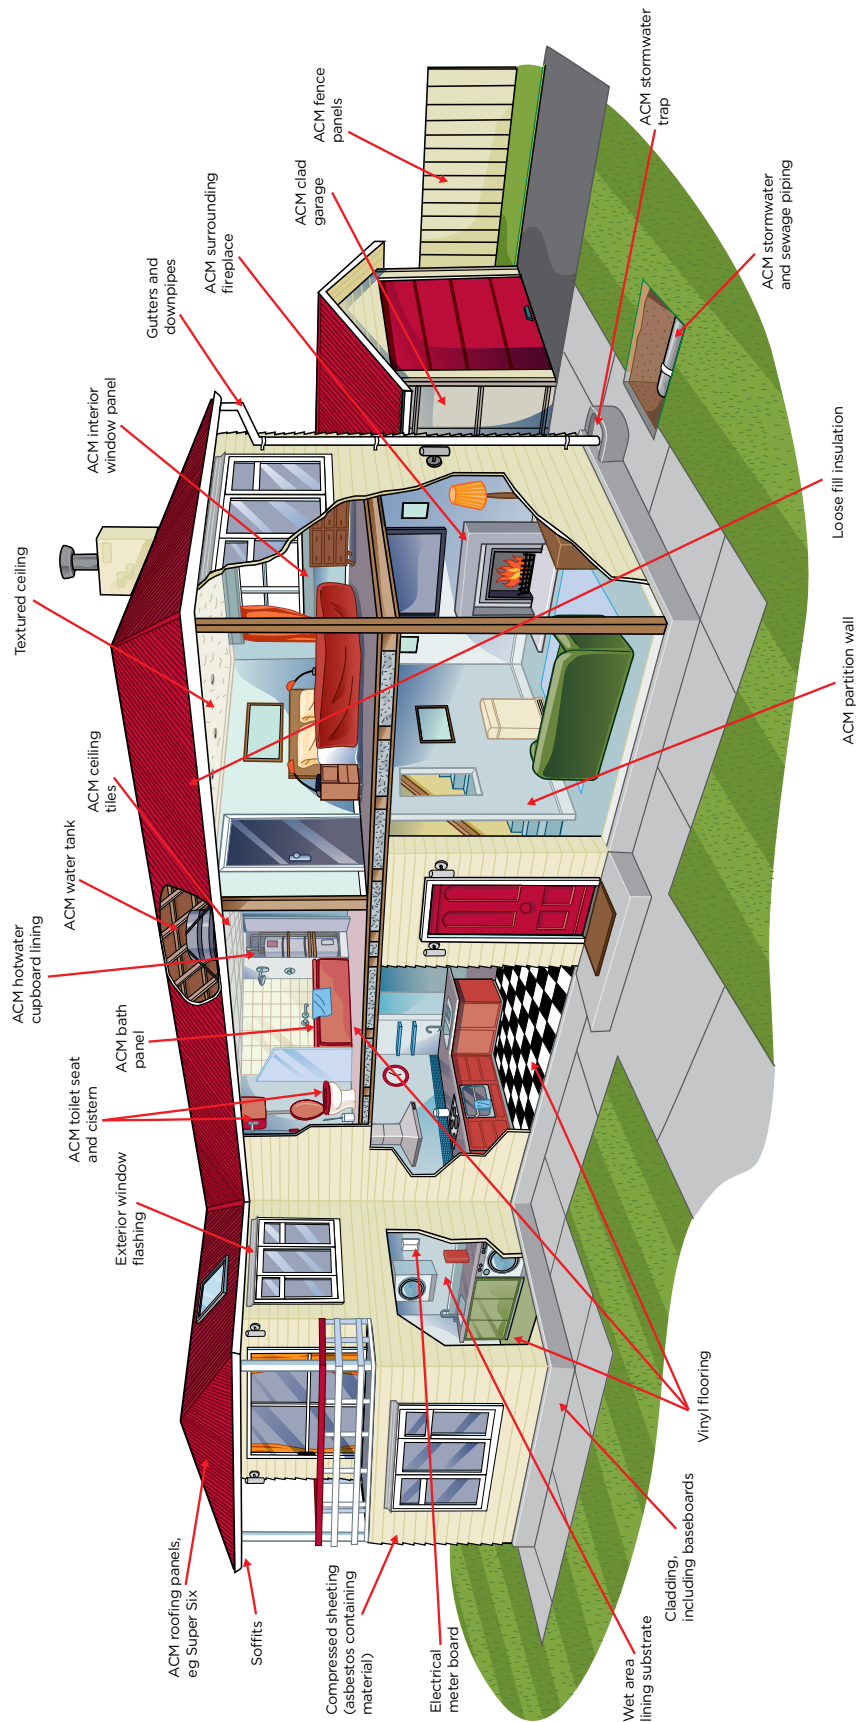 ACM roofing panels,
eg Super Six
Soffits
Compressed sheeting
(asbestos containing
material)
Electrical
meter board
Wet area
lining substrate
Cladding,
including baseboards
Vinyl flooring
Exterior window
flashing
ACM toilet seat
and cistern
ACM bath
panel
ACM hotwater
cupboard lining
ACM water tank
ACM ceiling
tiles
Textured ceiling
ACM interior
window panel
Gutters and
downpipes
ACM surrounding
fireplace
ACM clad
garage
ACM fence
panels
ACM stormwater
trap
ACM stormwater
and sewage piping
Loose fill insulation
ACM partition wall